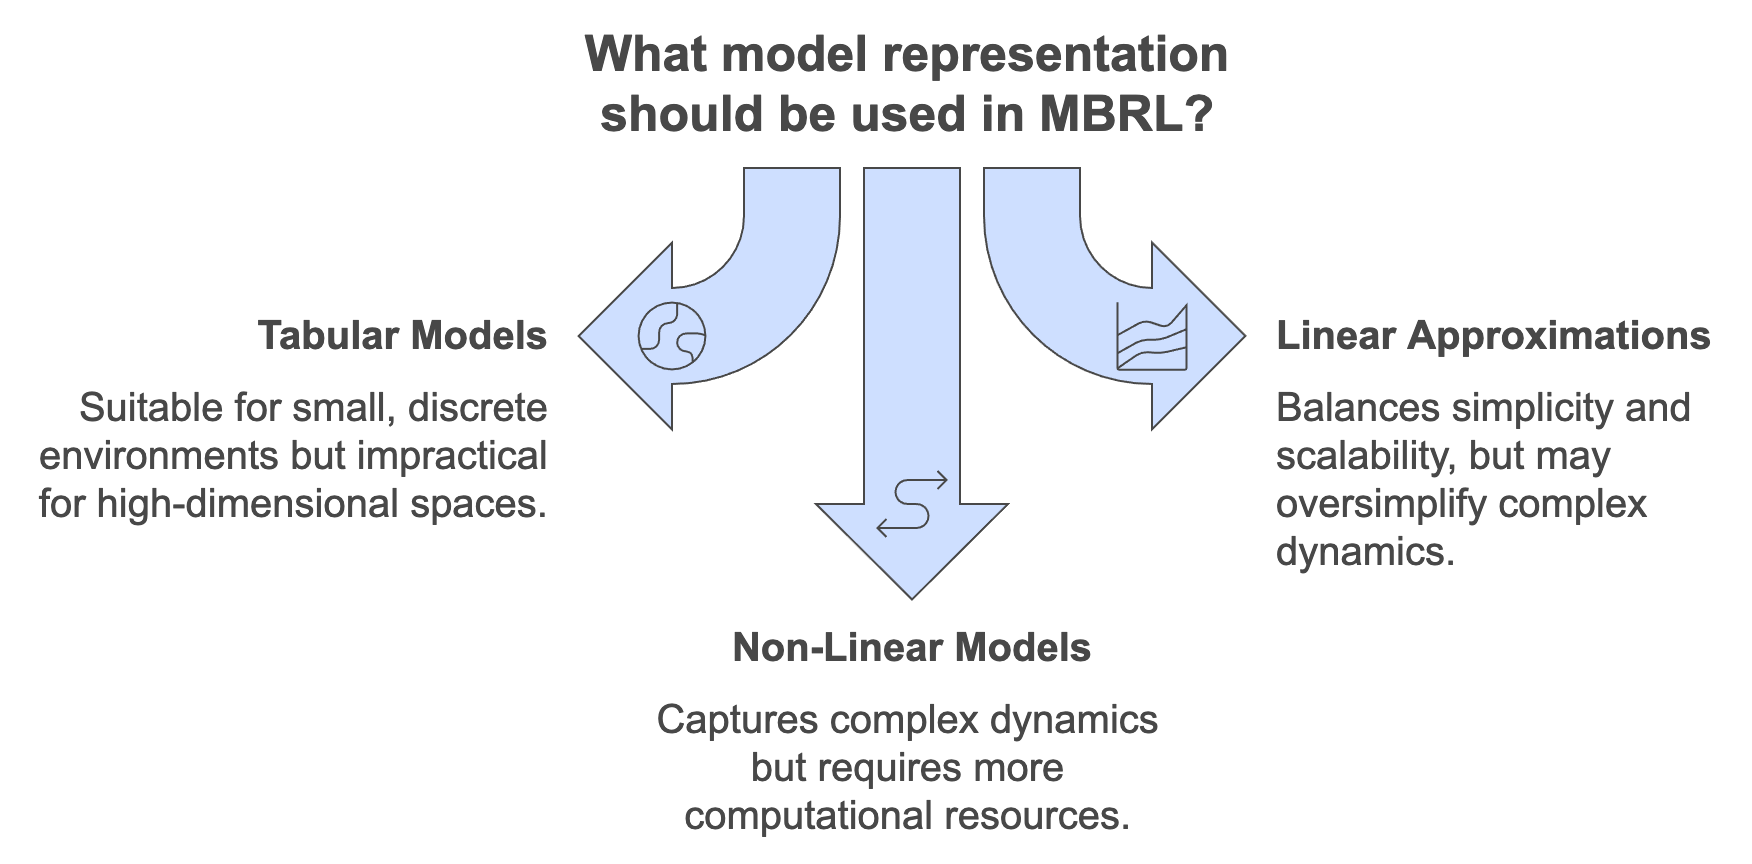 What model representation
should be used in MBRL?
Tabular Models
Suitable for small, discrete
environments but impractical
for high-dimensional spaces.
Linear Approximations
Balances simplicity and
scalability, but may
oversimplify complex
dynamics.
Non-Linear Models
Captures complex dynamics
but requires more
computational resources.